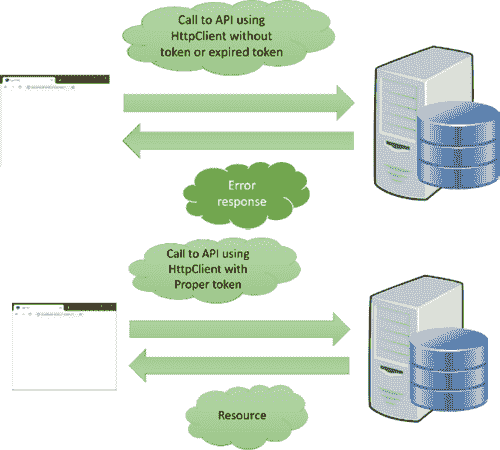 Call to API using
HttpClient without
token or expired token
Error
response
Call to API using
HttpClient with
Proper token
Resource